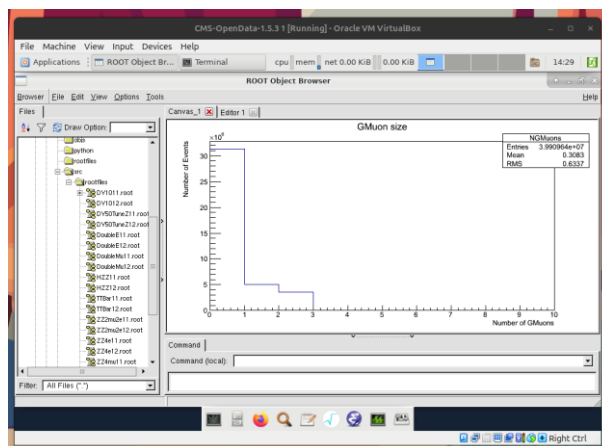 CMS-OpenData-1.5.3 1 [Running] - Oracle VM VirtualBox
File Machine View Input Devices Help
Applications ROOT Object Br... Terminal cpu mem net 0.00 KiB 0.00 KiB 14:29
ROOT Object Browser
Browser File Edit View Options Tools Help
Files
Canvas_1 Editor 1
Draw Option:
python
rootfiles
src
rootfiles
DY1011.root
DY1012.root
DY50TuneZ11.root
DY50TuneZ12.root
DoubleE11.root
DoubleE12.root
DoubleMu11.root
DoubleMu12.root
HZZ11.root
HZZ12.root
TTBar11.root
TTBar12.root
ZZ2mu2e11.root
ZZ2mu2e12.root
ZZ4e11.root
ZZ4e12.root
ZZ4mu11.root
Filter: All Files (*.*)
GMuon size
×10⁶
NGMuons
Entries 3.990964e+07
Mean 0.3083
RMS 0.6337
Number of Events
30
25
20
15
10
5
0
0 1 2 3 4 5 6 7 8 9 10
Number of GMuons
Command
Command (local):
Right Ctrl